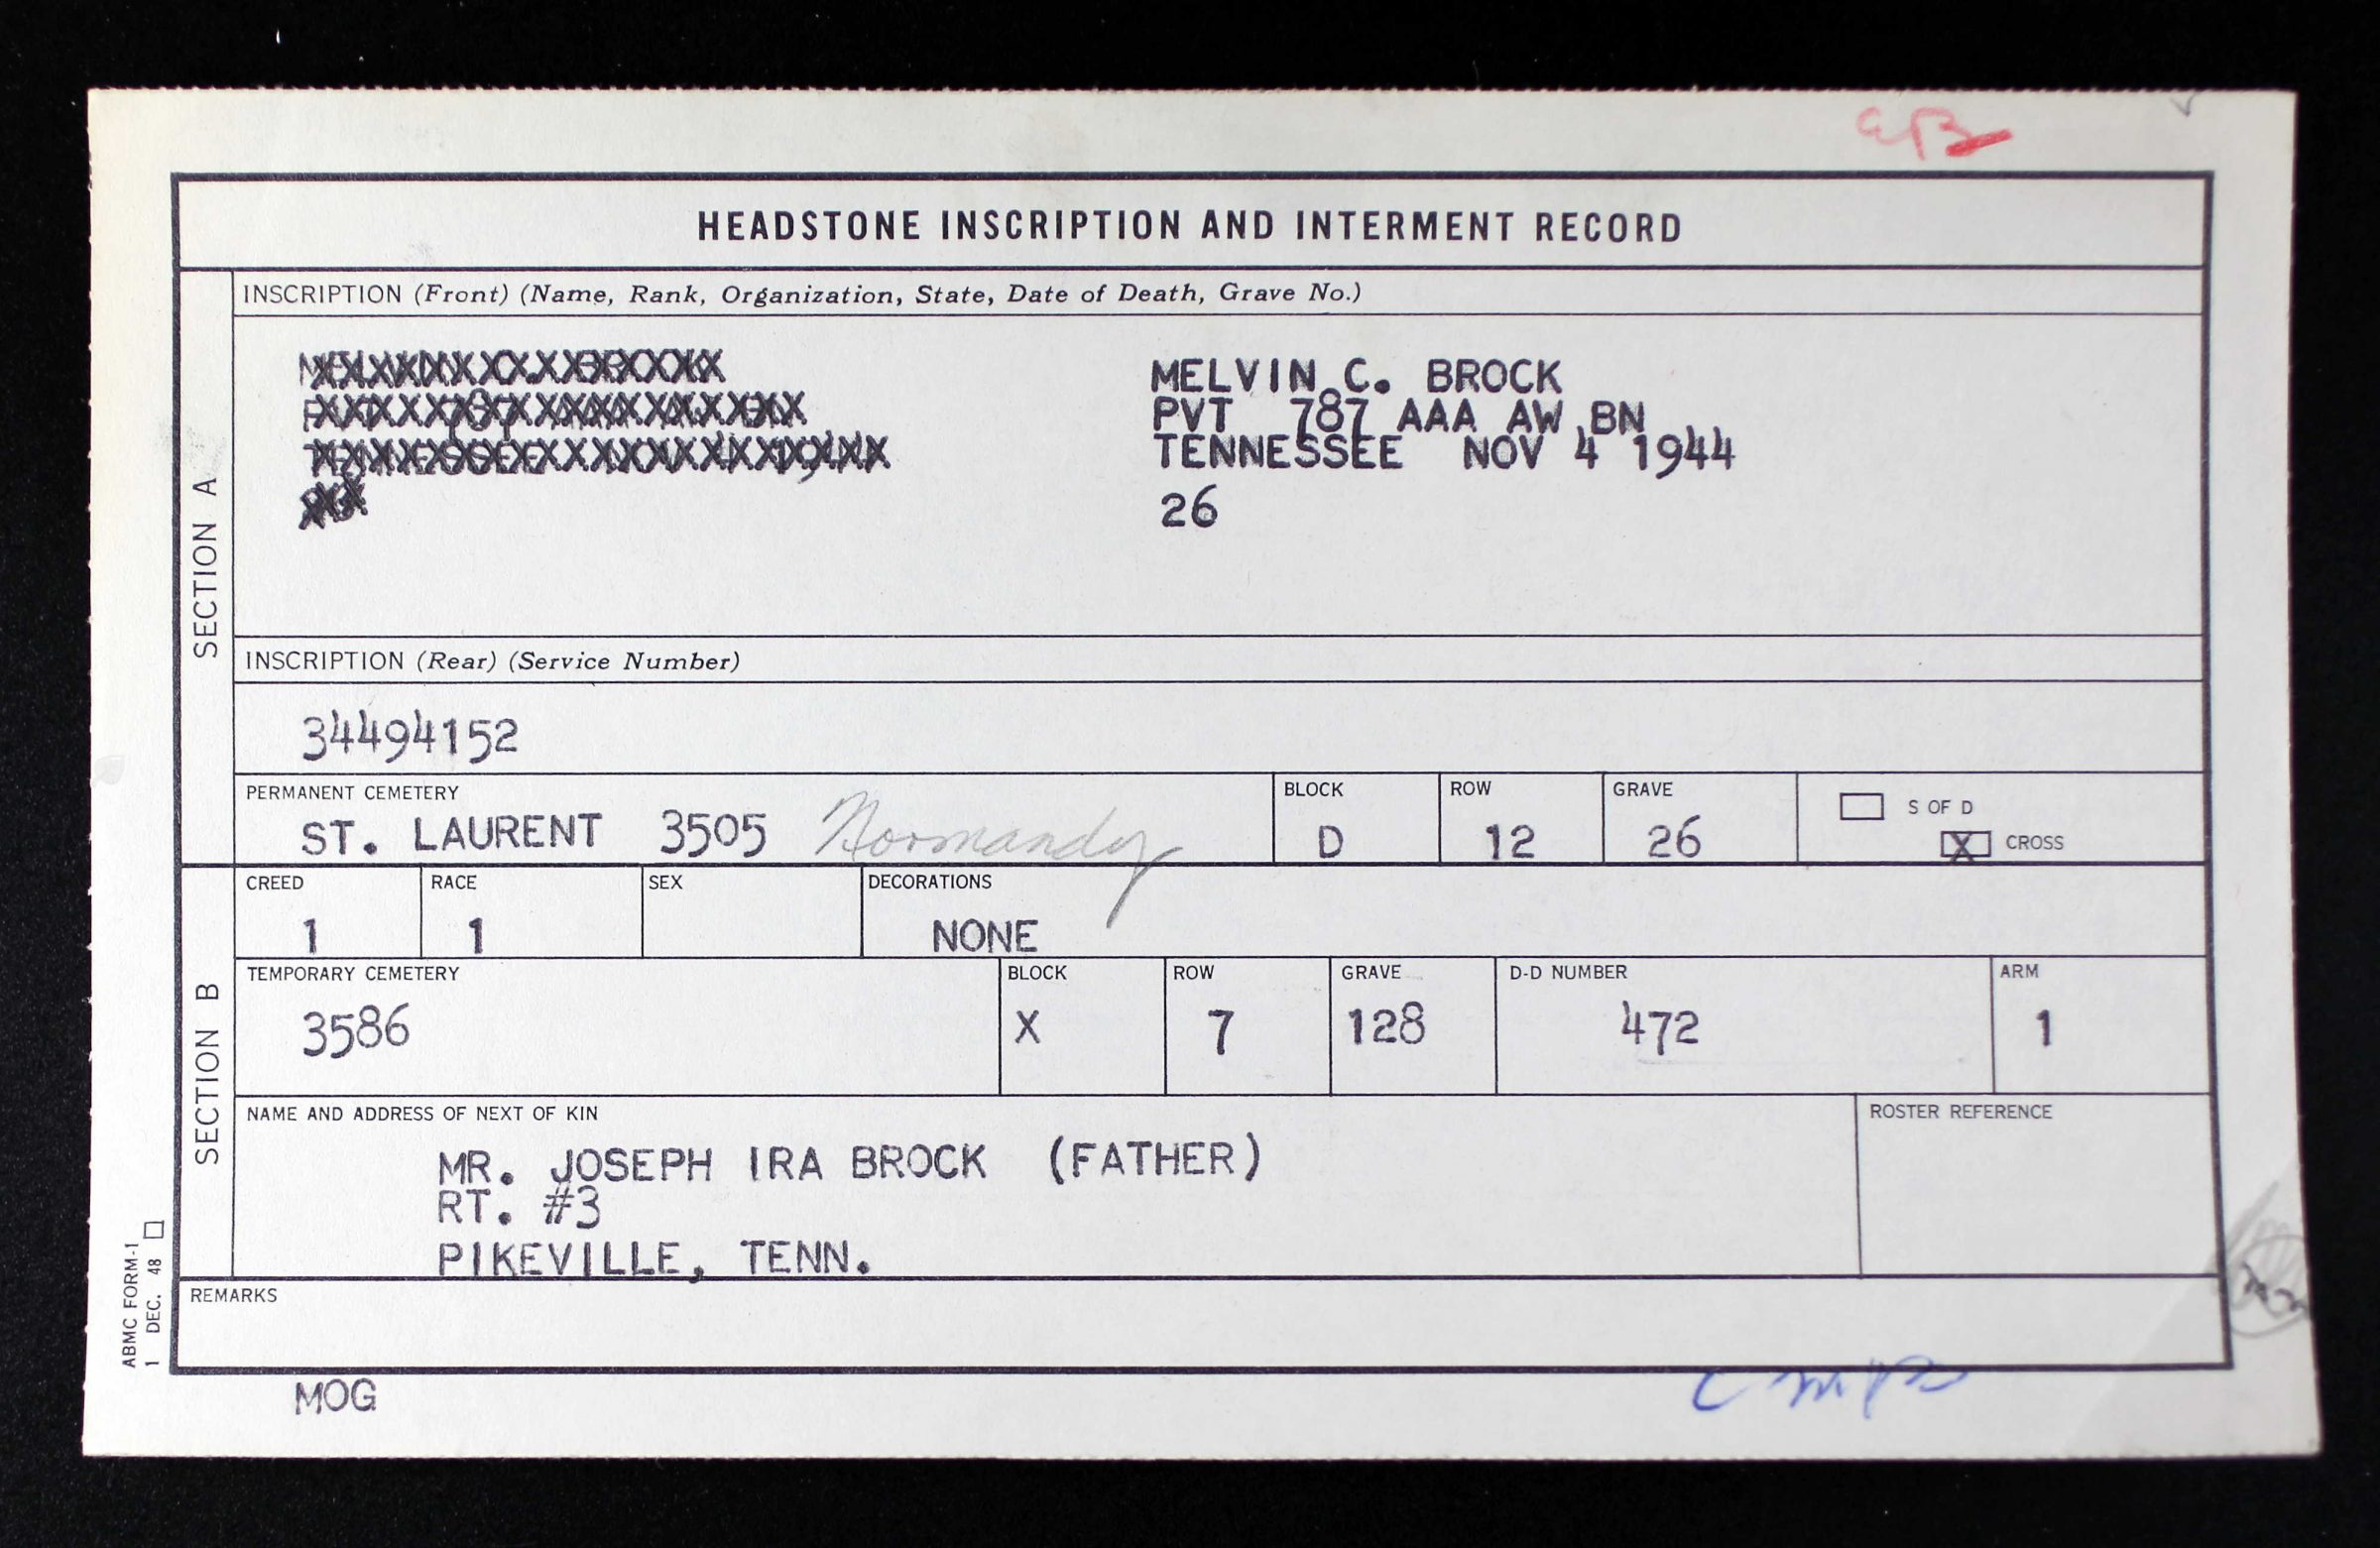 HEADSTONE INSCRIPTION AND INTERMENT RECORD
SECTION A
INSCRIPTION (Front) (Name, Rank, Organization, State, Date of Death, Grave No.)
MELVIN C. BROCK
PVT 787 AAA AW BN
TENNESSEE NOV 4 1944
26
INSCRIPTION (Rear) (Service Number)
34494152
PERMANENT CEMETERY BLOCK ROW GRAVE
ST. LAURENT 3505 Normandy D 12 26
S OF D
X CROSS
SECTION B
CREED RACE SEX DECORATIONS
1 1 NONE
TEMPORARY CEMETERY BLOCK ROW GRAVE D-D NUMBER ARM
3586 X 7 128 472 1
NAME AND ADDRESS OF NEXT OF KIN ROSTER REFERENCE
MR. JOSEPH IRA BROCK (FATHER)
RT. #3
PIKEVILLE, TENN.
REMARKS
ABMC FORM-1
1 DEC. 48
MOG